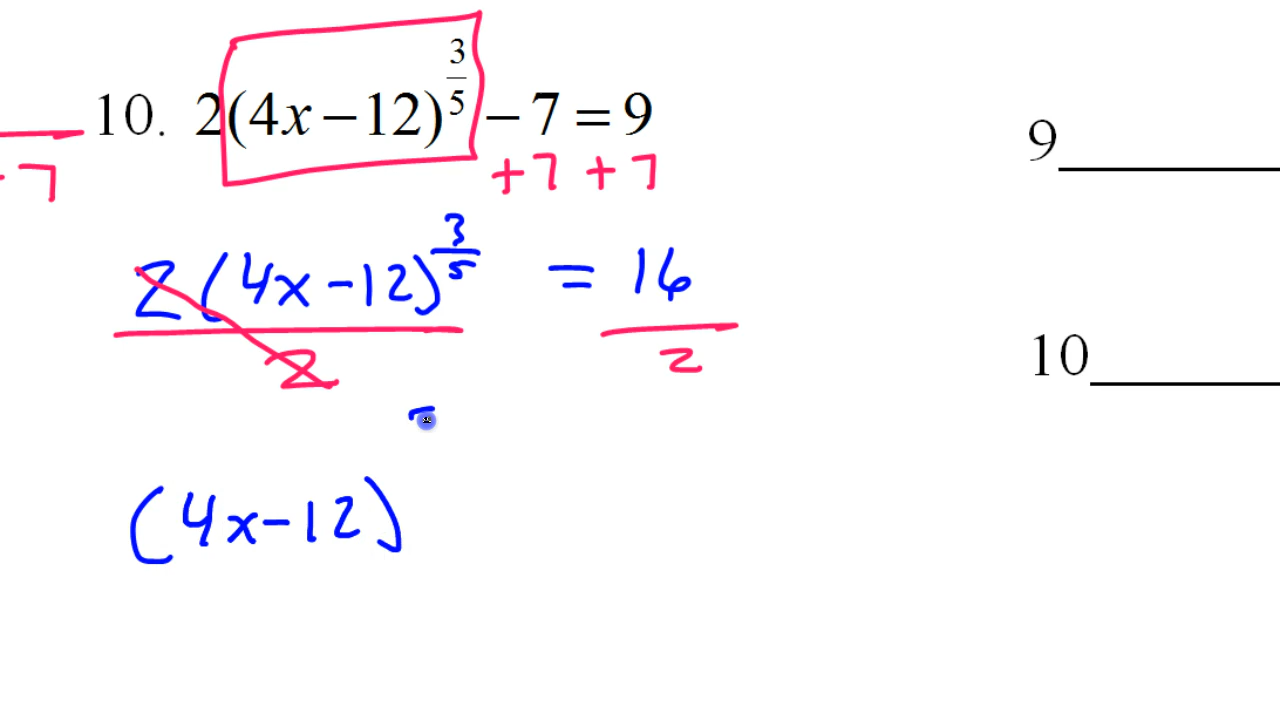 10. 2(4x−12)^(3/5) − 7 = 9
− 7
+7 +7
9
2(4x−12)^(3/5) = 16
2 2
10
(4x−12)